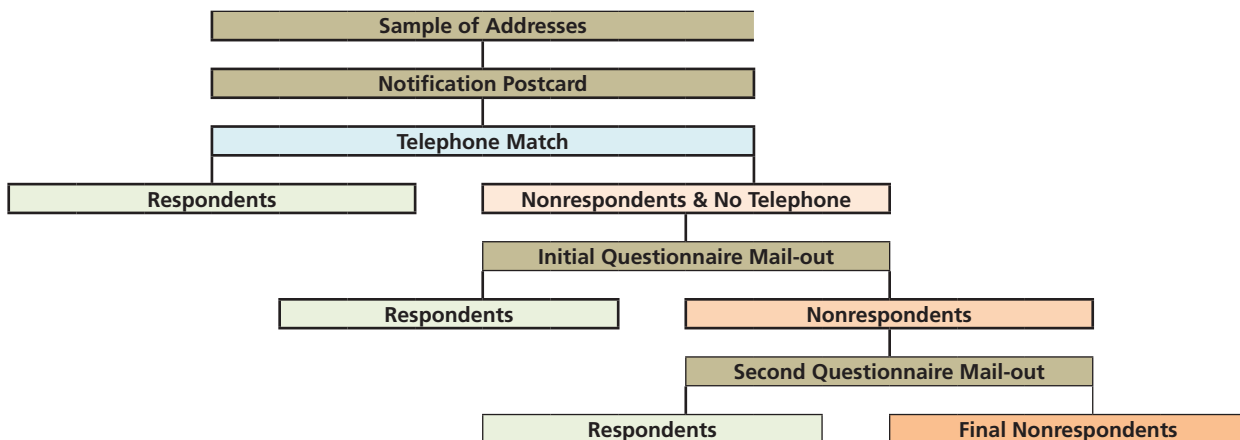 Sample of Addresses
Notification Postcard
Telephone Match
Respondents
Nonrespondents & No Telephone
Initial Questionnaire Mail-out
Respondents
Nonrespondents
Second Questionnaire Mail-out
Respondents
Final Nonrespondents